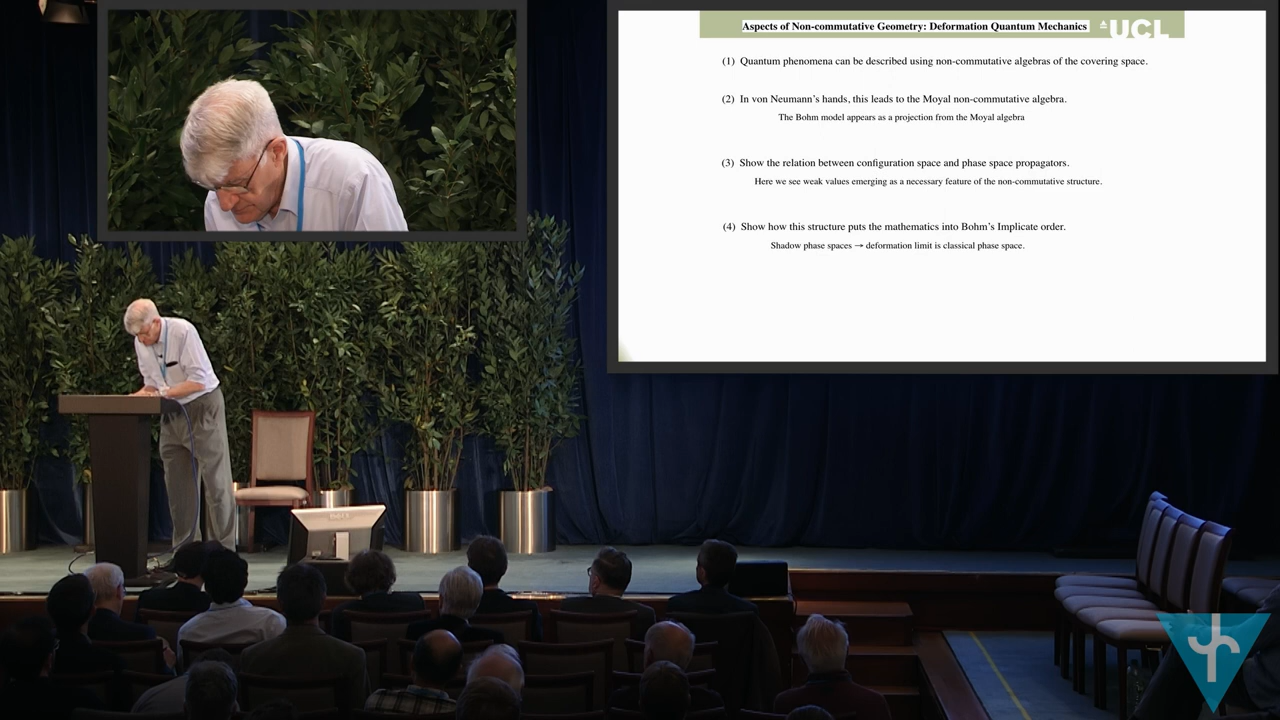 Aspects of Non-commutative Geometry: Deformation Quantum Mechanics
UCL
(1) Quantum phenomena can be described using non-commutative algebras of the covering space.
(2) In von Neumann's hands, this leads to the Moyal non-commutative algebra.
The Bohm model appears as a projection from the Moyal algebra
(3) Show the relation between configuration space and phase space propagators.
Here we see weak values emerging as a necessary feature of the non-commutative structure.
(4) Show how this structure puts the mathematics into Bohm's Implicate order.
Shadow phase spaces → deformation limit is classical phase space.